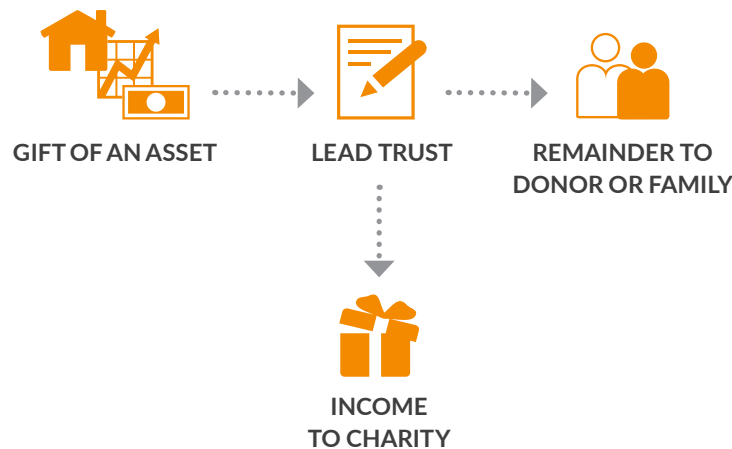 GIFT OF AN ASSET
LEAD TRUST
REMAINDER TO
DONOR OR FAMILY
INCOME
TO CHARITY